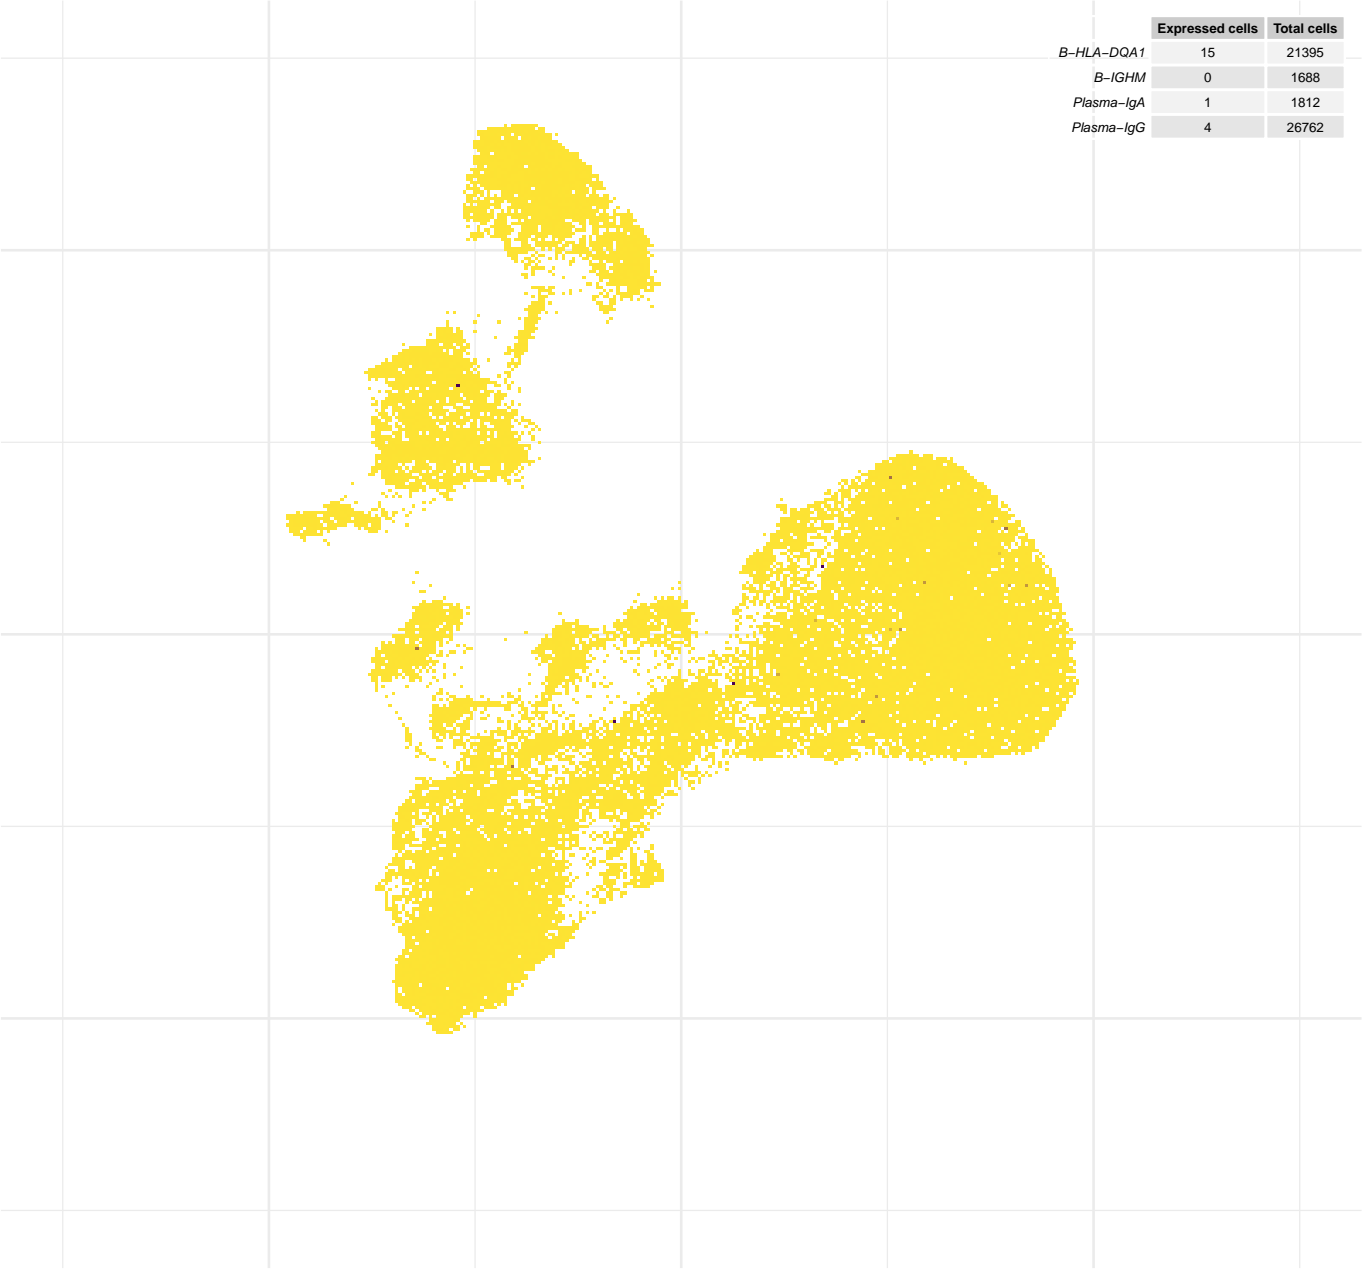 Expressed cells Total cells
B−HLA−DQA1 15 21395
B−IGHM 0 1688
Plasma−IgA 1 1812
Plasma−IgG 4 26762